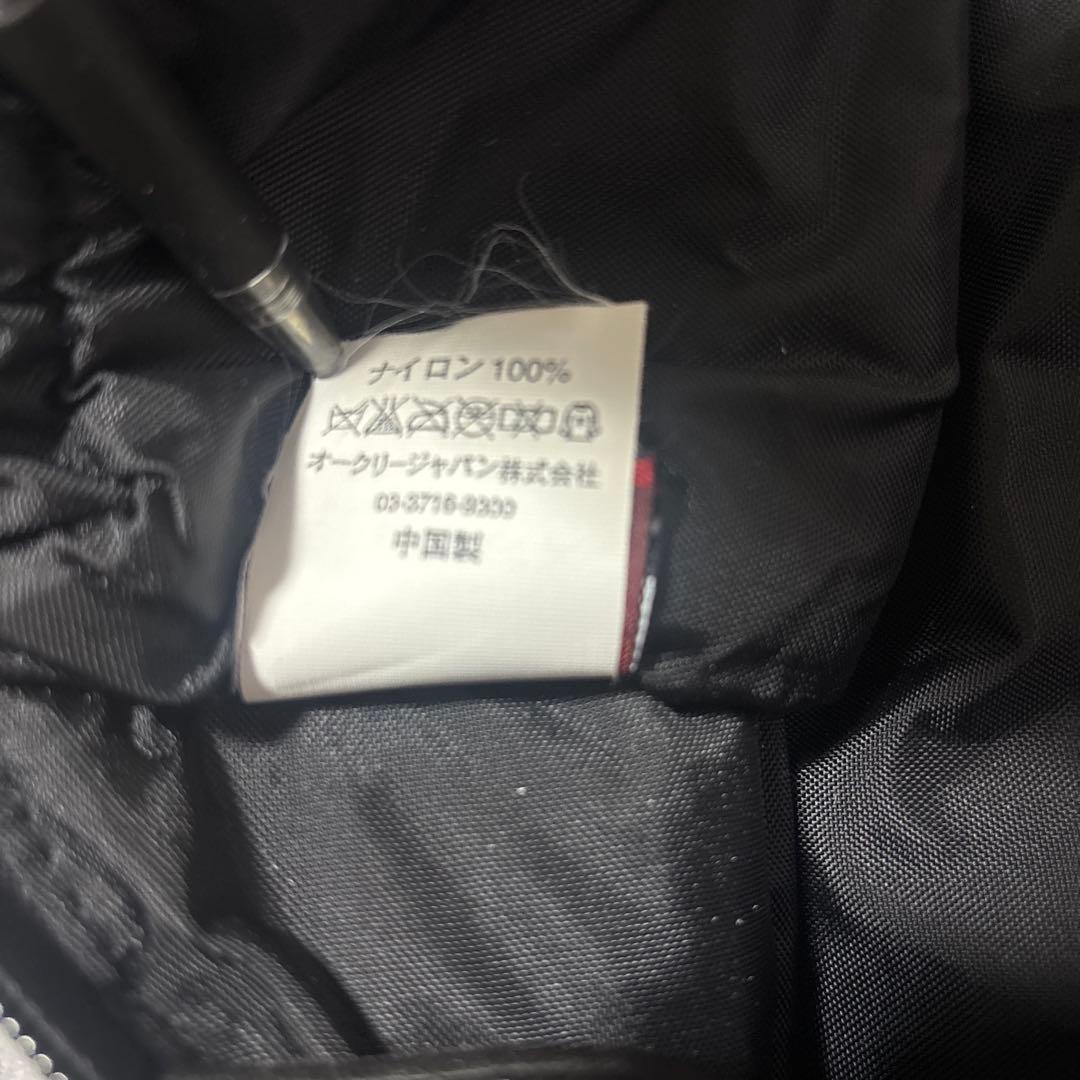 ナイロン 100%
オークリージャパン株式会社
03-3716-9300
中国製